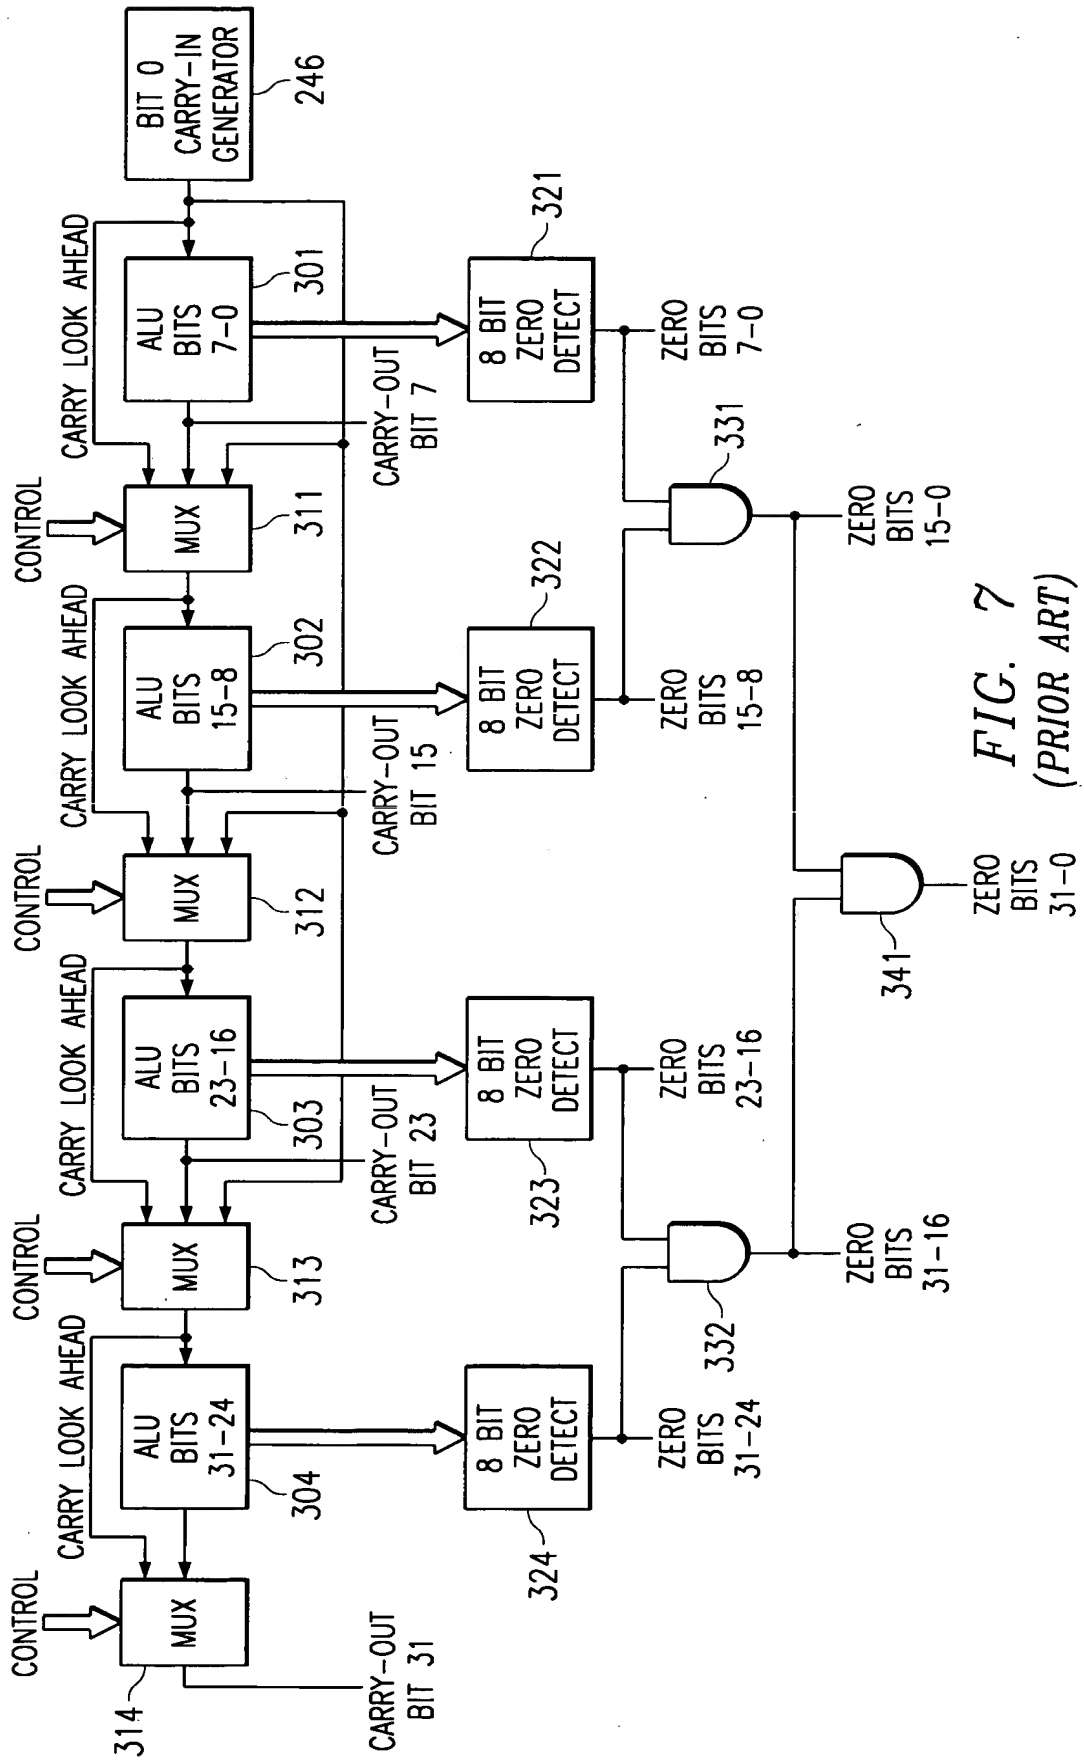 CONTROL
CONTROL
CONTROL
CONTROL
CARRY LOOK AHEAD
CARRY LOOK AHEAD
CARRY LOOK AHEAD
CARRY LOOK AHEAD
314
MUX
ALU
BITS
31-24
304
MUX
313
ALU
BITS
23-16
303
MUX
312
ALU
BITS
15-8
302
MUX
311
ALU
BITS
7-0
301
BIT 0
CARRY-IN
GENERATOR
246
CARRY-OUT
BIT 31
CARRY-OUT
BIT 23
CARRY-OUT
BIT 15
CARRY-OUT
BIT 7
324
8 BIT
ZERO
DETECT
323
8 BIT
ZERO
DETECT
8 BIT
ZERO
DETECT
322
8 BIT
ZERO
DETECT
321
ZERO
BITS
31-24
332
ZERO
BITS
23-16
ZERO
BITS
15-8
331
ZERO
BITS
7-0
ZERO
BITS
31-16
ZERO
BITS
15-0
341
ZERO
BITS
31-0
FIG. 7
(PRIOR ART)